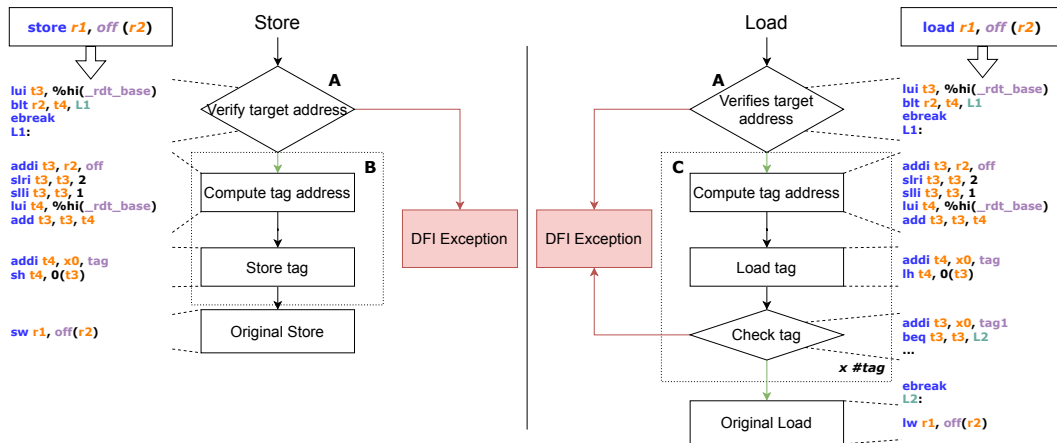 store r1, off (r2)
Store
lui t3, %hi(_rdt_base)
blt r2, t4, L1
ebreak
L1:
A
Verify target address
addi t3, r2, off
slri t3, t3, 2
slli t3, t3, 1
lui t4, %hi(_rdt_base)
add t3, t3, t4
B
Compute tag address
DFI Exception
addi t4, x0, tag
sh t4, 0(t3)
Store tag
sw r1, off(r2)
Original Store
Load
load r1, off (r2)
A
Verifies target
address
lui t3, %hi(_rdt_base)
blt r2, t4, L1
ebreak
L1:
C
Compute tag address
addi t3, r2, off
slri t3, t3, 2
slli t3, t3, 1
lui t4, %hi(_rdt_base)
add t3, t3, t4
DFI Exception
Load tag
addi t4, x0, tag
lh t4, 0(t3)
Check tag
addi t3, x0, tag1
beq t3, t3, L2
...
x #tag
ebreak
L2:
Original Load
lw r1, off(r2)